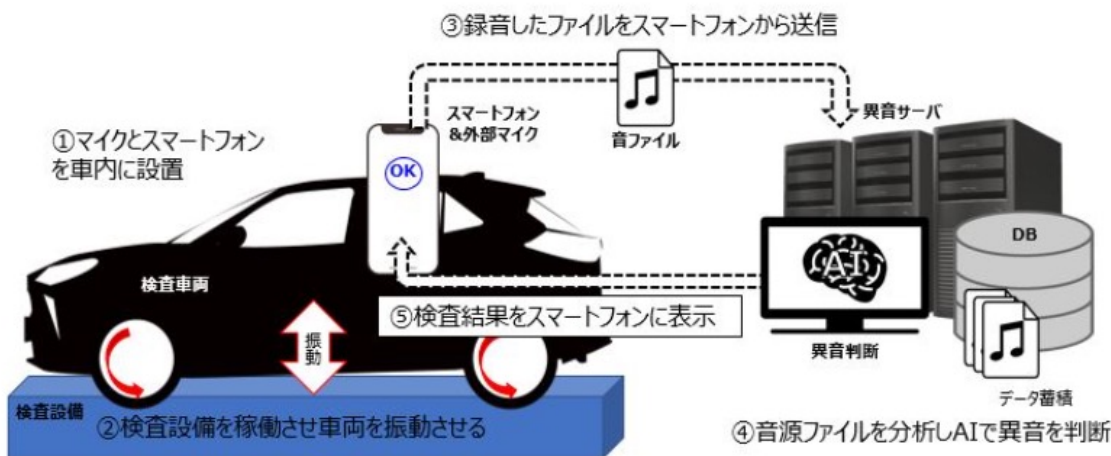 ③録音したファイルをスマートフォンから送信
スマートフォン
&外部マイク
音ファイル
異音サーバ
①マイクとスマートフォン
を車内に設置
OK
DB
AI
検査車両
⑤検査結果をスマートフォンに表示
振動
異音判断
検査設備
②検査設備を稼働させ車両を振動させる
データ蓄積
④音源ファイルを分析しAIで異音を判断